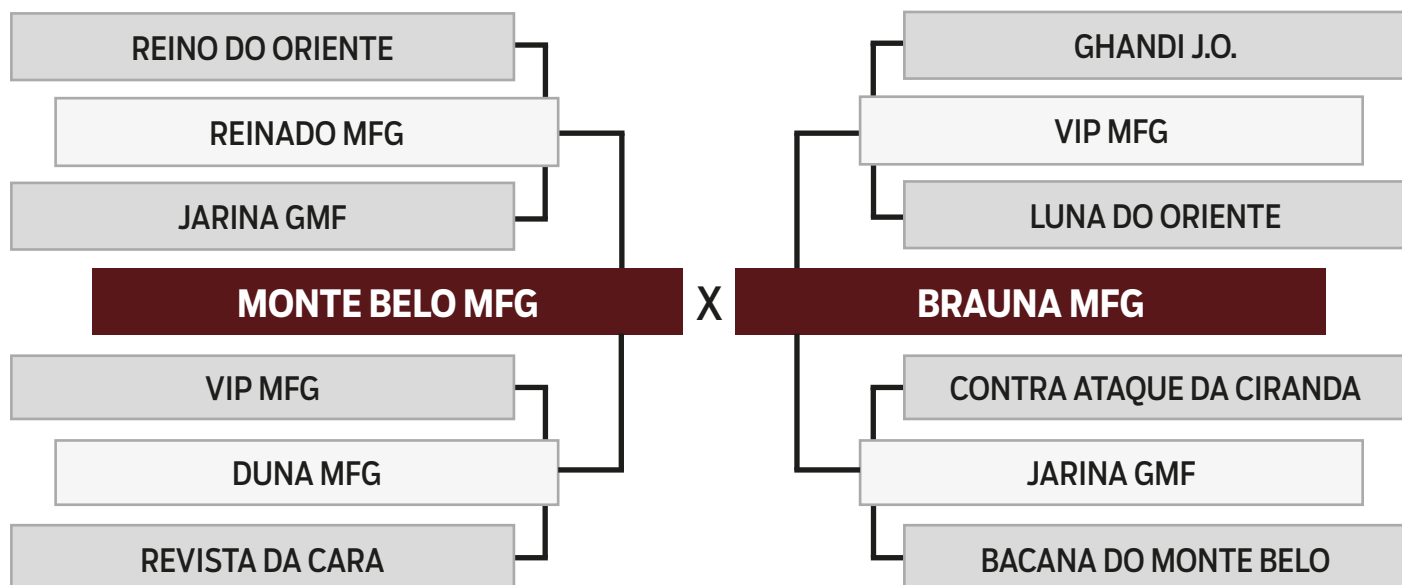 REINO DO ORIENTE
REINADO MFG
JARINA GMF
MONTE BELO MFG
VIP MFG
DUNA MFG
REVISTA DA CARA
X
GHANDI J.O.
VIP MFG
LUNA DO ORIENTE
BRAUNA MFG
CONTRA ATAQUE DA CIRANDA
JARINA GMF
BACANA DO MONTE BELO